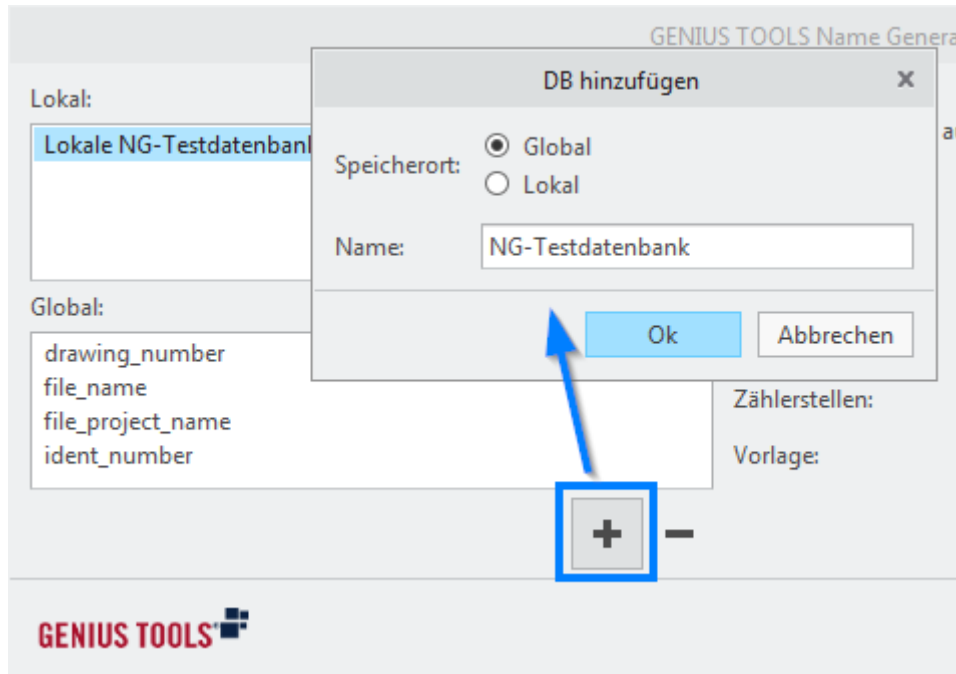 GENIUS TOOLS Name Genera
DB hinzufügen
Lokal:
Lokale NG-Testdatenban
Speicherort:
Global
Lokal
Name:
NG-Testdatenbank
Ok
Abbrechen
Global:
drawing_number
file_name
file_project_name
ident_number
Zählerstellen:
Vorlage:
GENIUS TOOLS